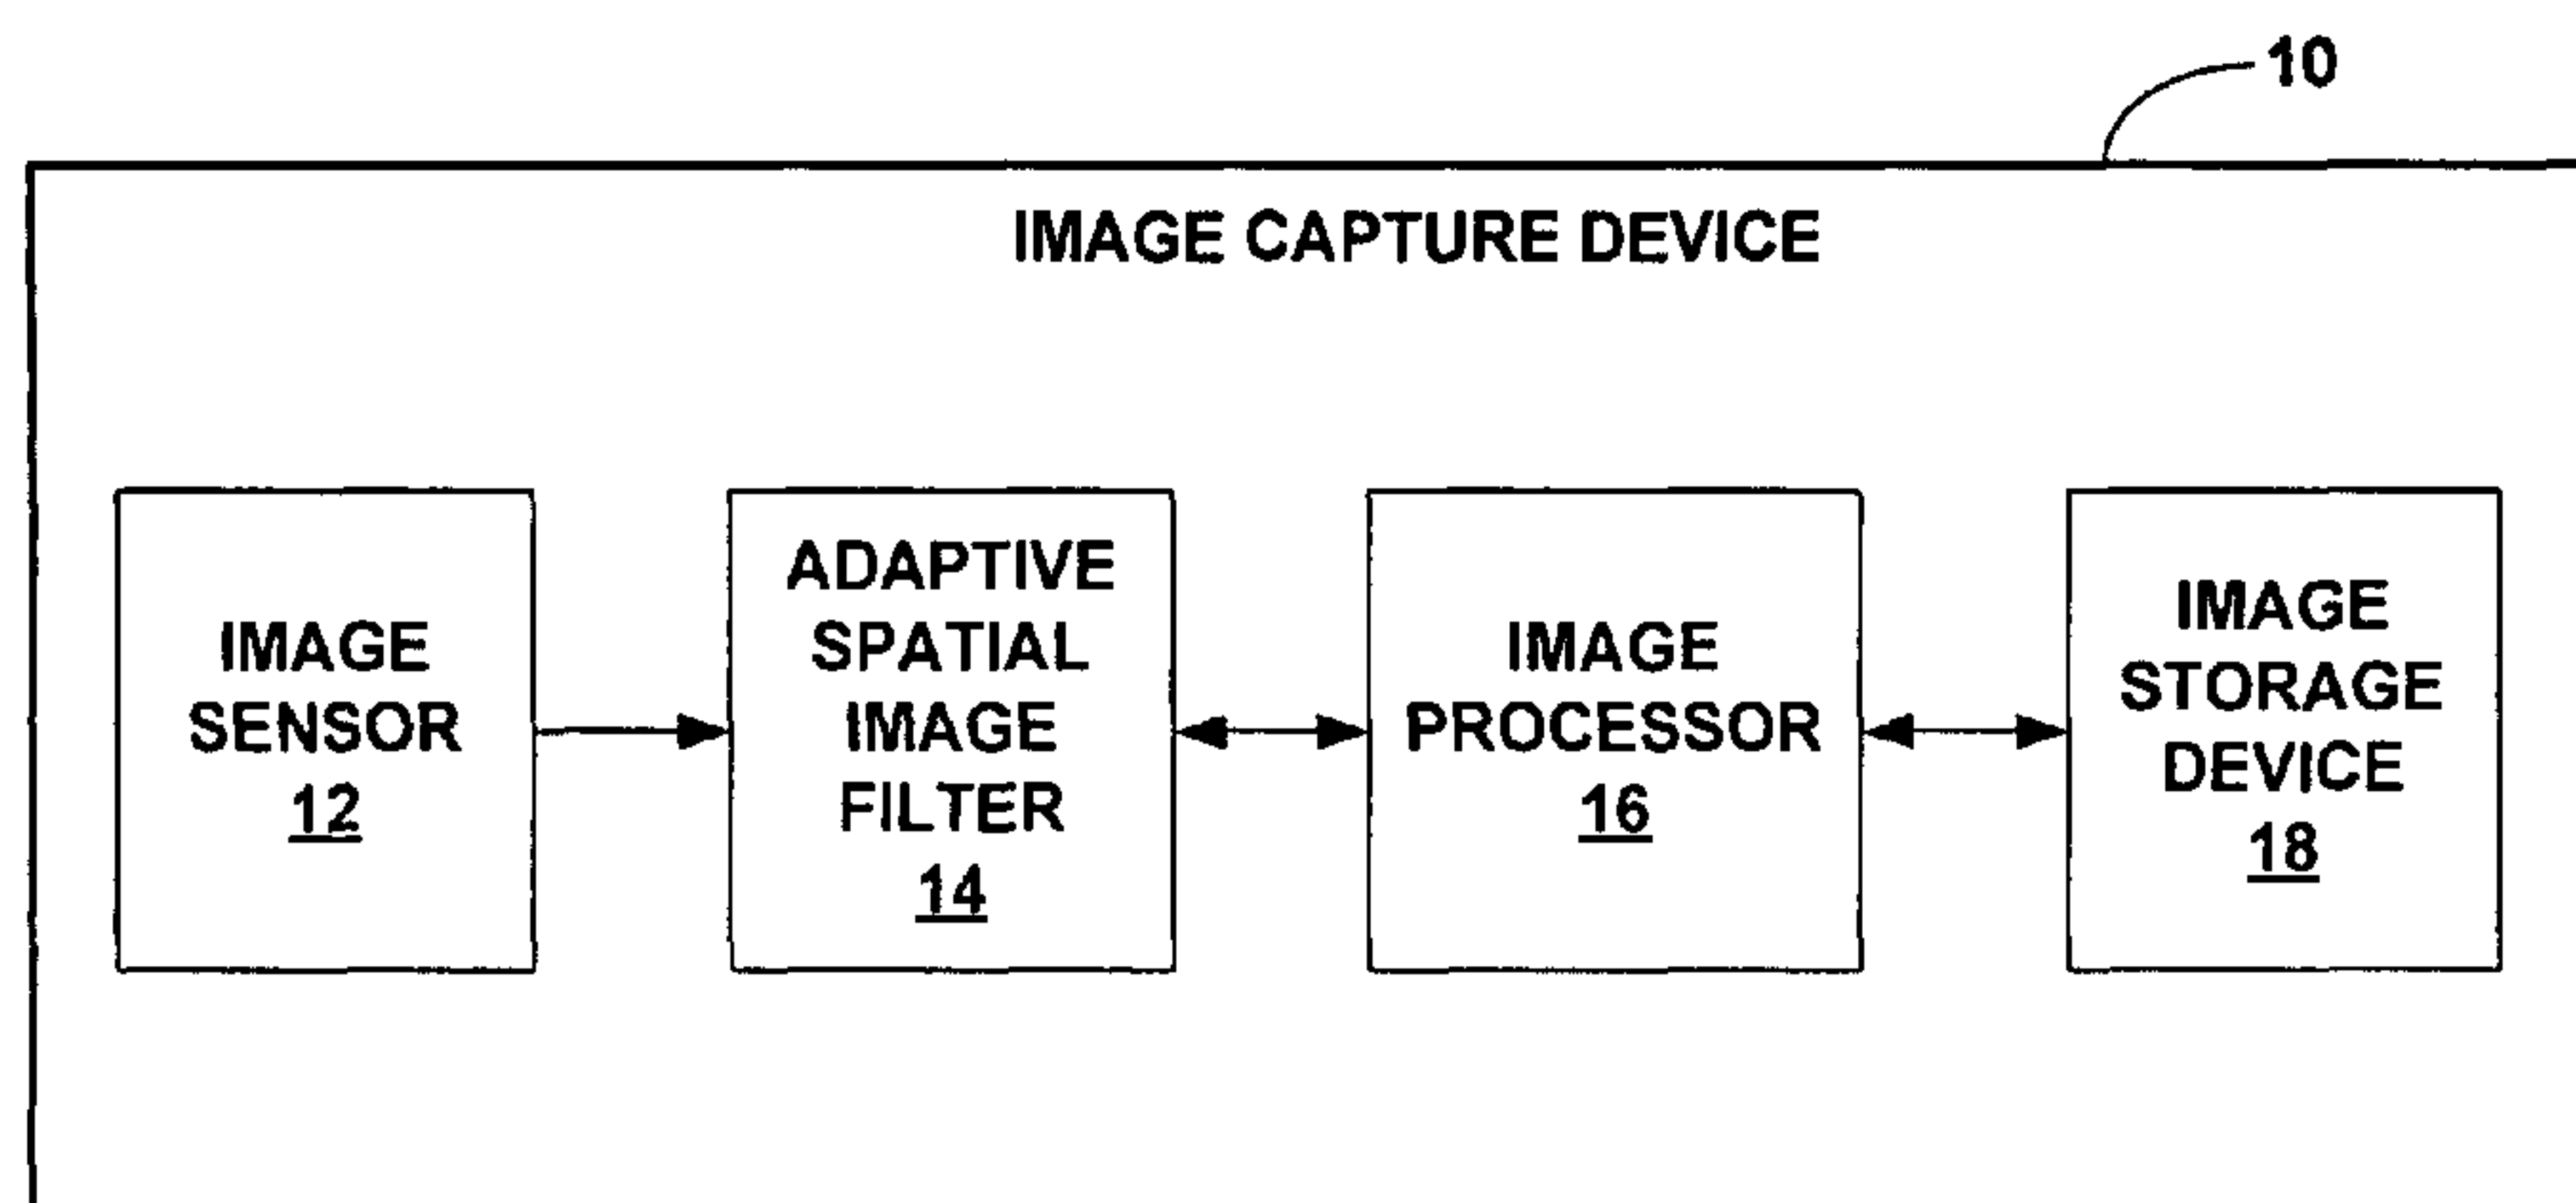 10
IMAGE CAPTURE DEVICE
IMAGE
SENSOR
12
ADAPTIVE
SPATIAL
IMAGE
FILTER
14
IMAGE
PROCESSOR
16
IMAGE
STORAGE
DEVICE
18